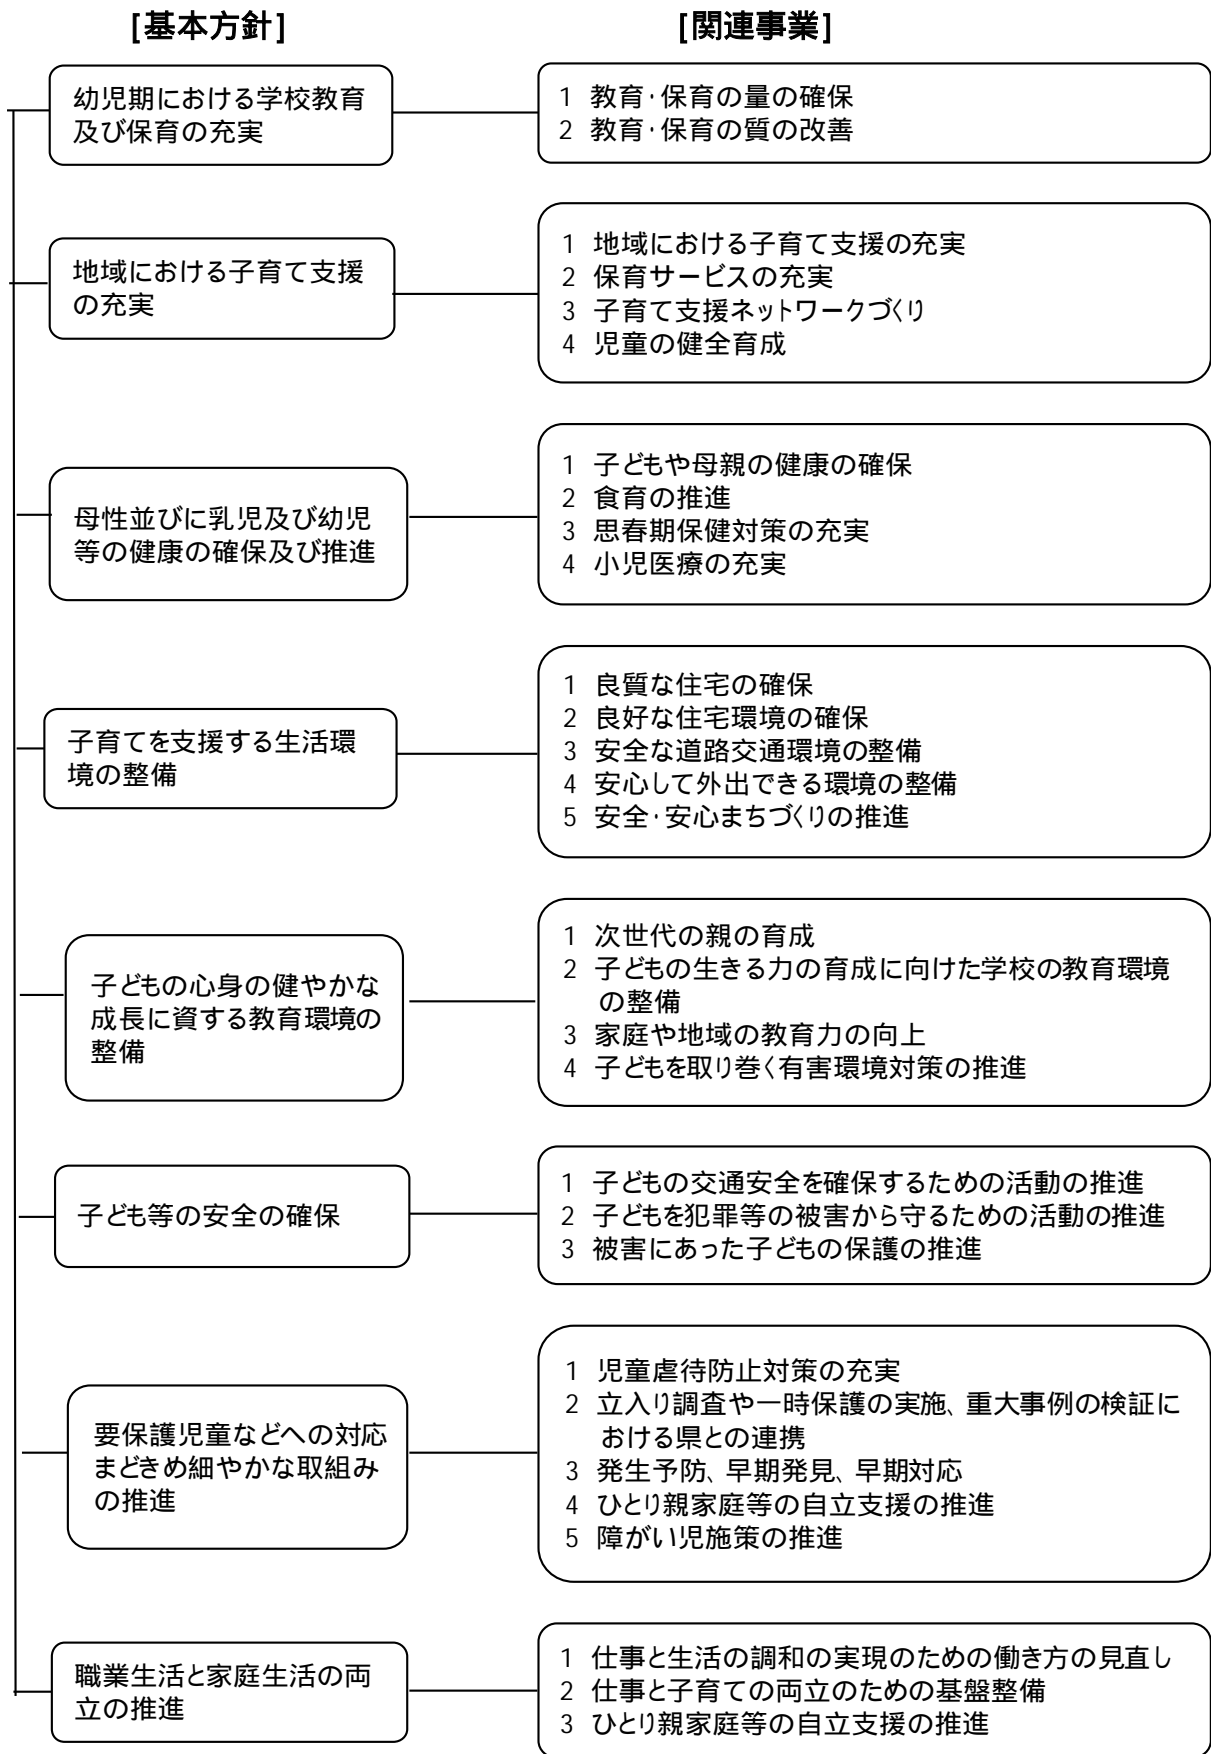 [基本方針]
[関連事業]
幼児期における学校教育
及び保育の充実
1 教育・保育の量の確保
2 教育・保育の質の改善
地域における子育て支援
の充実
1 地域における子育て支援の充実
2 保育サービスの充実
3 子育て支援ネットワークづくり
4 児童の健全育成
母性並びに乳児及び幼児
等の健康の確保及び推進
1 子どもや母親の健康の確保
2 食育の推進
3 思春期保健対策の充実
4 小児医療の充実
子育てを支援する生活環
境の整備
1 良質な住宅の確保
2 良好な住宅環境の確保
3 安全な道路交通環境の整備
4 安心して外出できる環境の整備
5 安全・安心まちづくりの推進
子どもの心身の健やかな
成長に資する教育環境の
整備
1 次世代の親の育成
2 子どもの生きる力の育成に向けた学校の教育環境
の整備
3 家庭や地域の教育力の向上
4 子どもを取り巻く有害環境対策の推進
子ども等の安全の確保
1 子どもの交通安全を確保するための活動の推進
2 子どもを犯罪等の被害から守るための活動の推進
3 被害にあった子どもの保護の推進
要保護児童などへの対応
まどきめ細やかな取組み
の推進
1 児童虐待防止対策の充実
2 立入り調査や一時保護の実施、重大事例の検証に
おける県との連携
3 発生予防、早期発見、早期対応
4 ひとり親家庭等の自立支援の推進
5 障がい児施策の推進
職業生活と家庭生活の両
立の推進
1 仕事と生活の調和の実現のための働き方の見直し
2 仕事と子育ての両立のための基盤整備
3 ひとり親家庭等の自立支援の推進